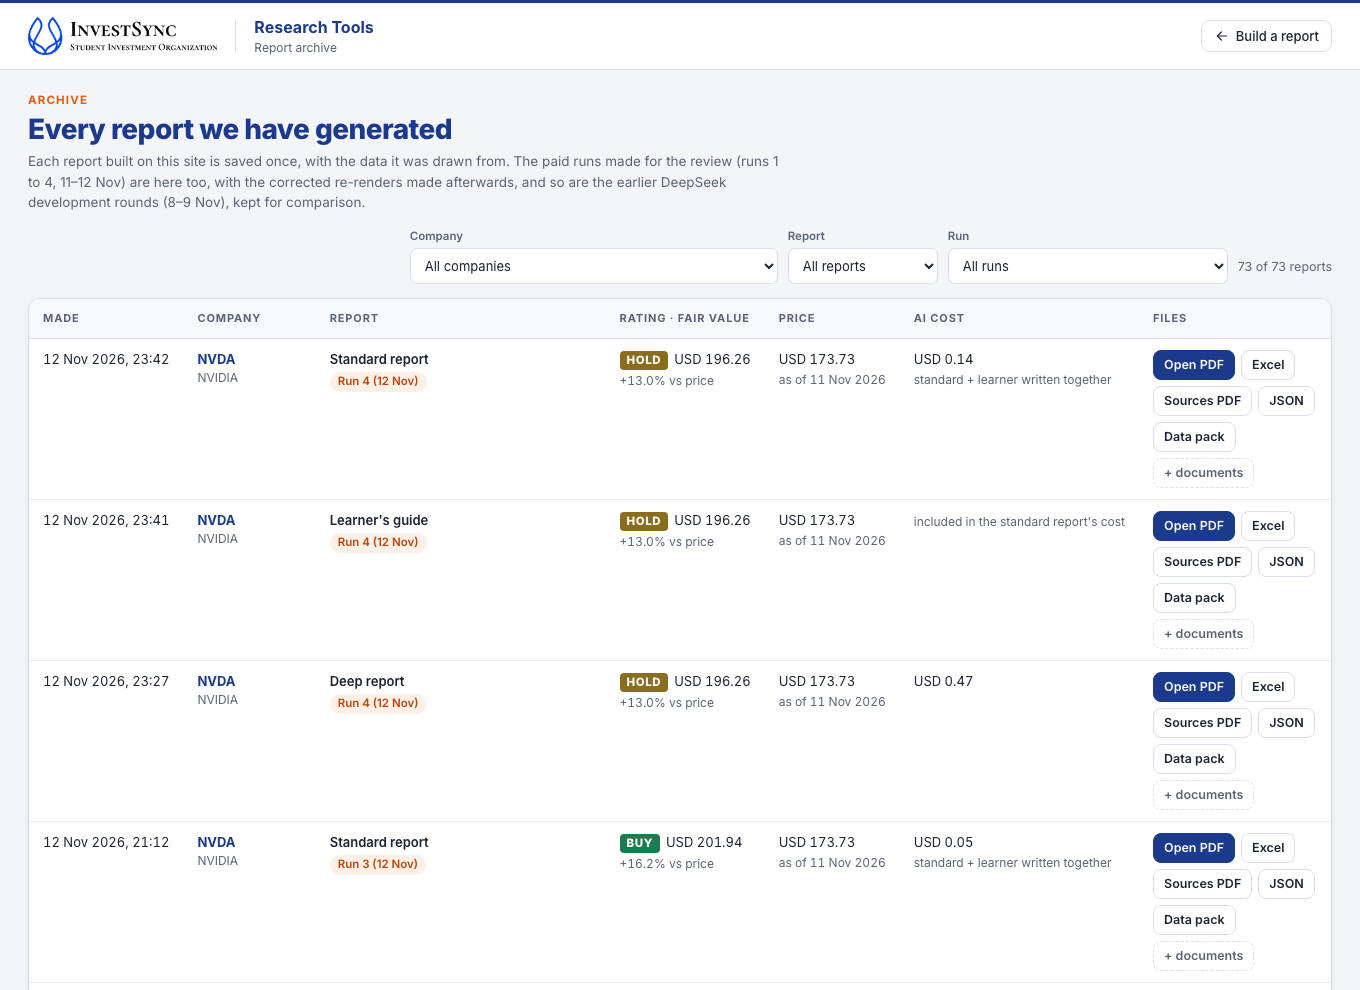 InvestSync
Student Investment Organization
Research Tools
Report archive
← Build a report
ARCHIVE
Every report we have generated
Each report built on this site is saved once, with the data it was drawn from. The paid runs made for the review (runs 1
to 4, 11–12 Nov) are here too, with the corrected re-renders made afterwards, and so are the earlier DeepSeek
development rounds (8–9 Nov), kept for comparison.
Company Report Run
All companies All reports All runs 73 of 73 reports
MADE COMPANY REPORT RATING · FAIR VALUE PRICE AI COST FILES
12 Nov 2026, 23:42 NVDA Standard report HOLD USD 196.26 USD 173.73 USD 0.14 Open PDF Excel
NVIDIA Run 4 (12 Nov) +13.0% vs price as of 11 Nov 2026 standard + learner written together
Sources PDF JSON
Data pack
+ documents
12 Nov 2026, 23:41 NVDA Learner's guide HOLD USD 196.26 USD 173.73 included in the standard report's cost Open PDF Excel
NVIDIA Run 4 (12 Nov) +13.0% vs price as of 11 Nov 2026
Sources PDF JSON
Data pack
+ documents
12 Nov 2026, 23:27 NVDA Deep report HOLD USD 196.26 USD 173.73 USD 0.47 Open PDF Excel
NVIDIA Run 4 (12 Nov) +13.0% vs price as of 11 Nov 2026
Sources PDF JSON
Data pack
+ documents
12 Nov 2026, 21:12 NVDA Standard report BUY USD 201.94 USD 173.73 USD 0.05 Open PDF Excel
NVIDIA Run 3 (12 Nov) +16.2% vs price as of 11 Nov 2026 standard + learner written together
Sources PDF JSON
Data pack
+ documents